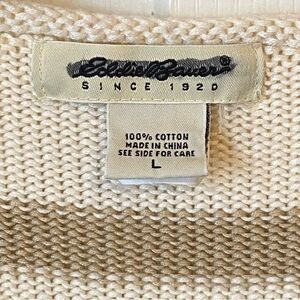 Eddie Bauer®
SINCE 1920
100% COTTON
MADE IN CHINA
SEE SIDE FOR CARE
L